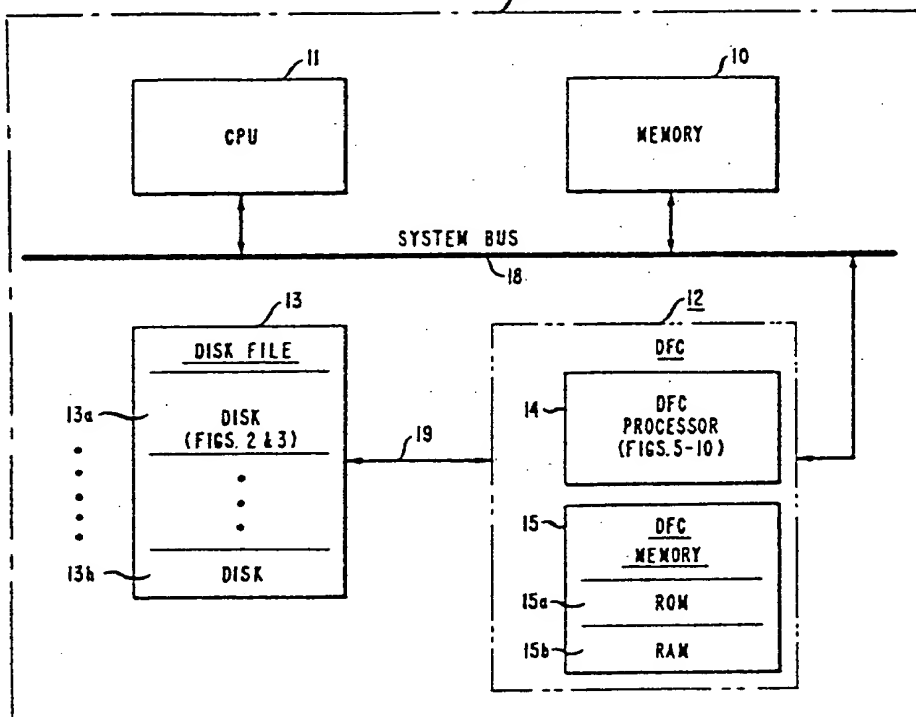 11
10
CPU
MEMORY
SYSTEM BUS
18
13
12
DISK FILE
DFC
13a
DISK
(FIGS. 2 & 3)
19
14
DFC
PROCESSOR
(FIGS. 5-10)
15
DFC
MEMORY
13h
DISK
15a
ROM
15b
RAM